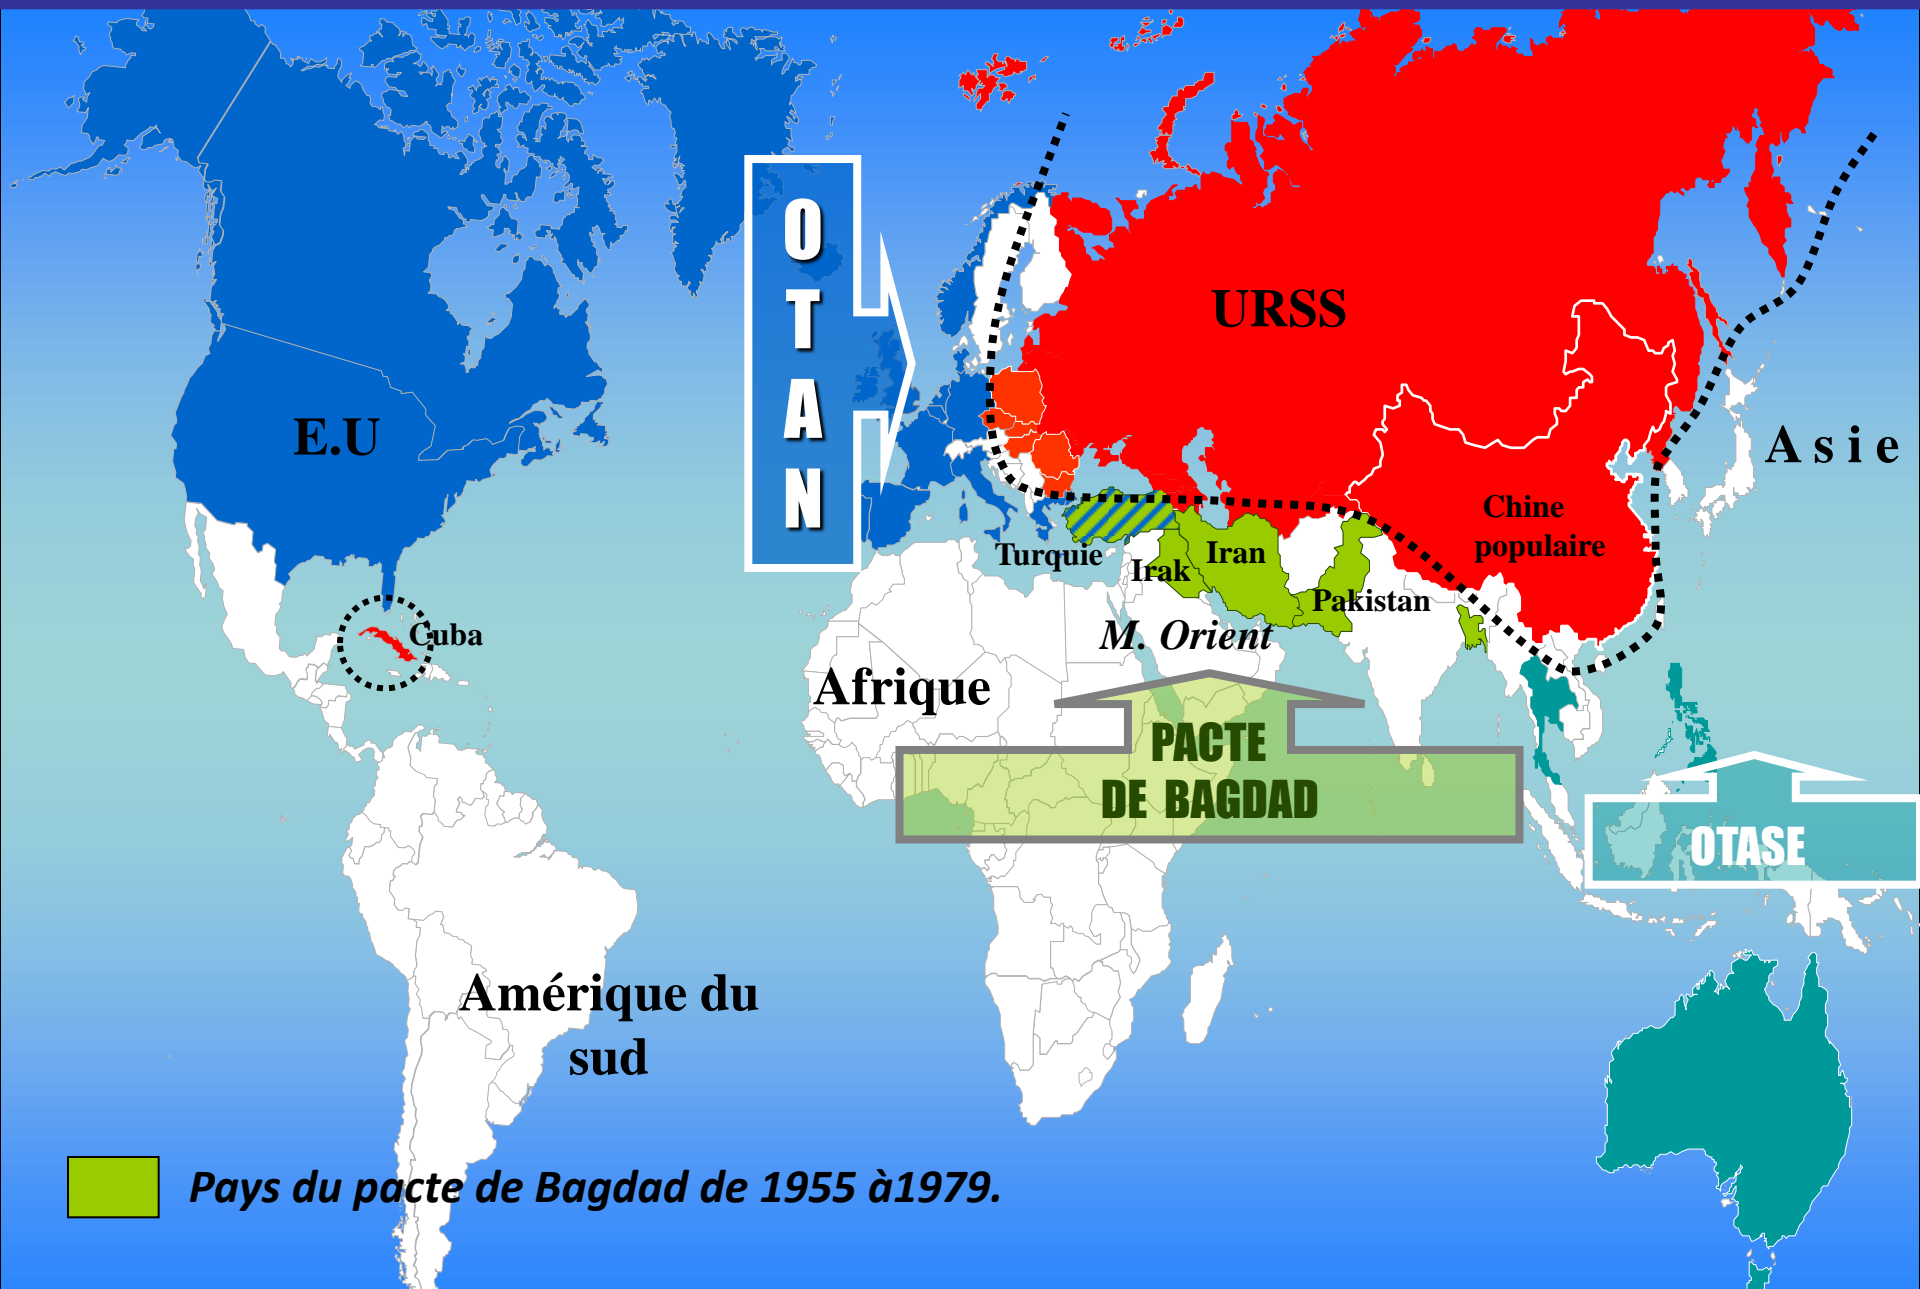 O
T
A
N
URSS
E.U
Asie
Chine
populaire
Turquie
Irak
Iran
Pakistan
Cuba
M. Orient
Afrique
PACTE
DE BAGDAD
OTASE
Amérique du
sud
Pays du pacte de Bagdad de 1955 à1979.